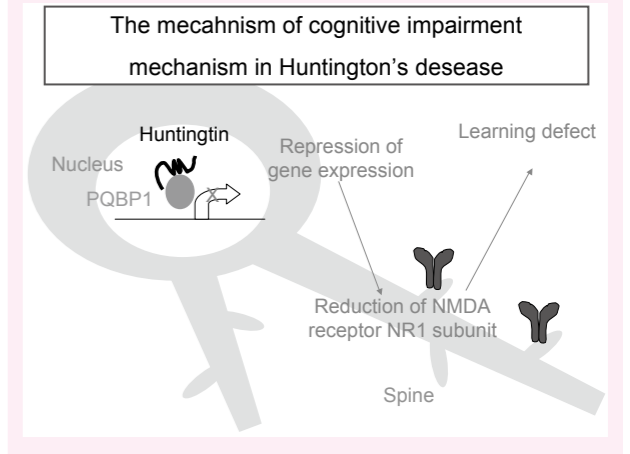 The mecahnism of cognitive impairment
mechanism in Huntington's desease
Huntingtin
Nucleus
PQBP1
Repression of
gene expression
Learning defect
Reduction of NMDA
receptor NR1 subunit
Spine